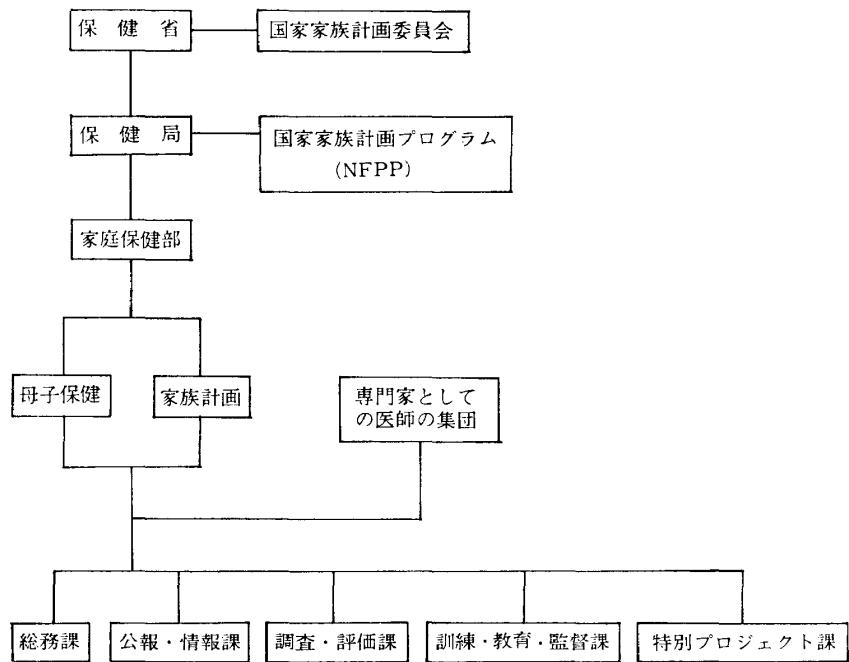 保健省
国家家族計画委員会
保健局
国家家族計画プログラム
(NFPP)
家庭保健部
母子保健
家族計画
専門家として
の医師の集団
総務課
公報・情報課
調査・評価課
訓練・教育・監督課
特別プロジェクト課